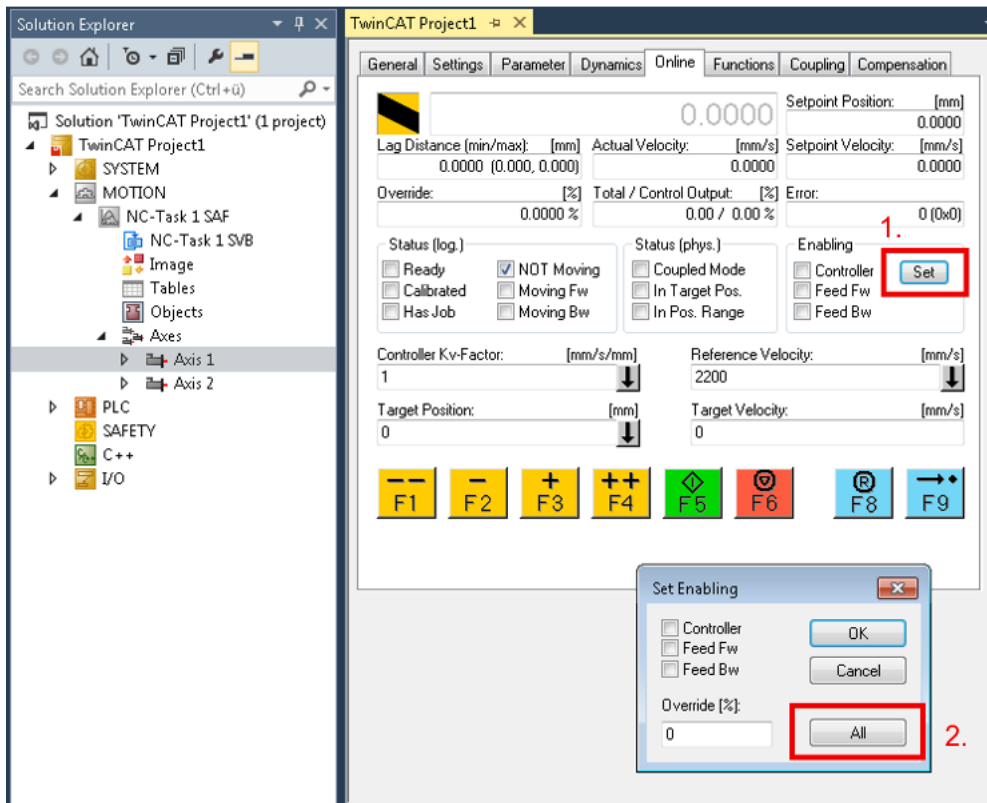 Solution Explorer
Search Solution Explorer (Ctrl+ü)
Solution 'TwinCAT Project1' (1 project)
TwinCAT Project1
SYSTEM
MOTION
NC-Task 1 SAF
NC-Task 1 SVB
Image
Tables
Objects
Axes
Axis 1
Axis 2
PLC
SAFETY
C++
I/O
TwinCAT Project1
General Settings Parameter Dynamics Online Functions Coupling Compensation
0.0000
Setpoint Position: [mm]
0.0000
Lag Distance (min/max): [mm] Actual Velocity: [mm/s] Setpoint Velocity: [mm/s]
0.0000 (0.000, 0.000) 0.0000 0.0000
Override: [%] Total / Control Output: [%] Error:
0.0000 % 0.00 / 0.00 % 0 (0x0)
1.
Status (log.) Status (phys.) Enabling
Ready NOT Moving Coupled Mode Controller Set
Calibrated Moving Fw In Target Pos. Feed Fw
Has Job Moving Bw In Pos. Range Feed Bw
Controller Kv-Factor: [mm/s/mm] Reference Velocity: [mm/s]
1 2200
Target Position: [mm] Target Velocity: [mm/s]
0 0
-- - + ++ R
F1 F2 F3 F4 F5 F6 F8 F9
Set Enabling
Controller OK
Feed Fw
Feed Bw Cancel
Override [%]:
0 All 2.